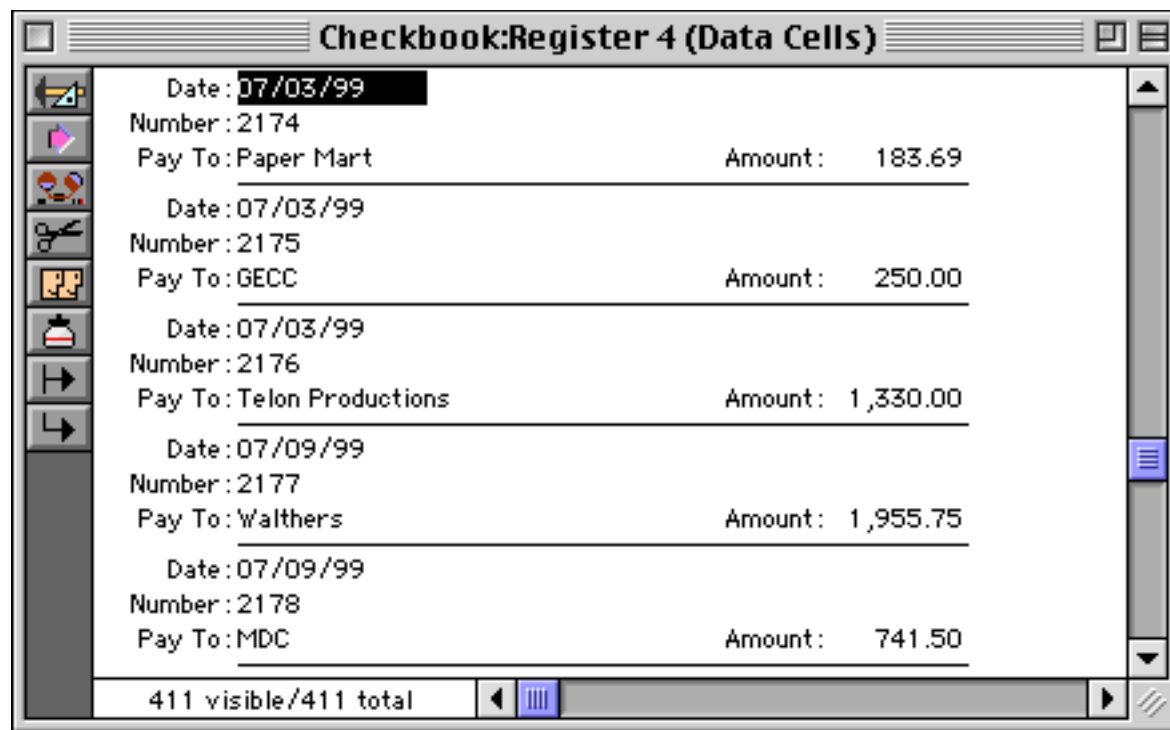 Checkbook:Register 4 (Data Cells)
Date: 07/03/99
Number: 2174
Pay To: Paper Mart Amount: 183.69
Date: 07/03/99
Number: 2175
Pay To: GECC Amount: 250.00
Date: 07/03/99
Number: 2176
Pay To: Telon Productions Amount: 1,330.00
Date: 07/09/99
Number: 2177
Pay To: Walthers Amount: 1,955.75
Date: 07/09/99
Number: 2178
Pay To: MDC Amount: 741.50
411 visible/411 total